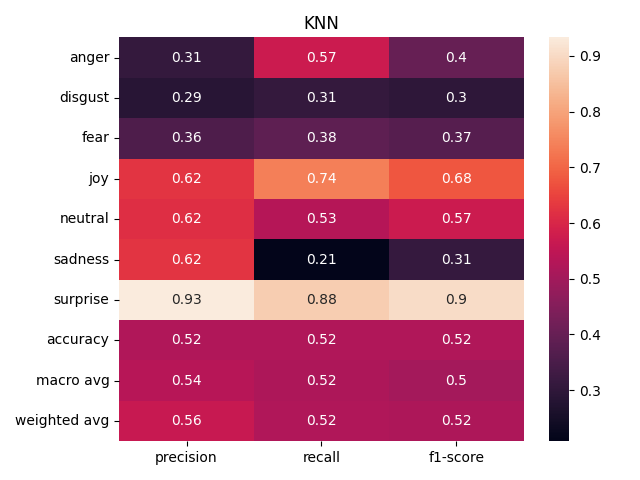 KNN
anger 0.31 0.57 0.4 0.9
disgust 0.29 0.31 0.3 0.8
fear 0.36 0.38 0.37 0.7
joy 0.62 0.74 0.68 0.6
neutral 0.62 0.53 0.57 0.5
sadness 0.62 0.21 0.31 0.4
surprise 0.93 0.88 0.9 0.3
accuracy 0.52 0.52 0.52
macro avg 0.54 0.52 0.5
weighted avg 0.56 0.52 0.52
precision recall f1-score